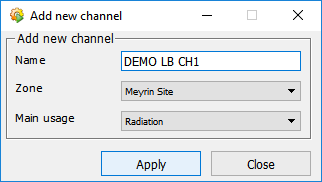 Add new channel
Add new channel
Name DEMO LB CH1
Zone Meyrin Site
Main usage Radiation
Apply Close